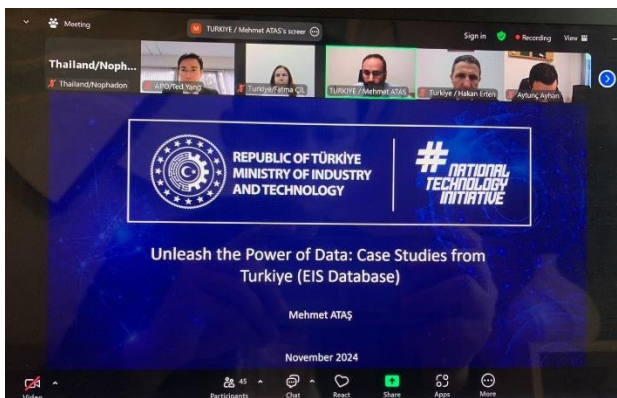 Meeting
M TURKIYE / Mehmet ATAS's screen
Sign in
Recording
View
Thailand/Noph...
Thailand/Nophadon
APO/Ted Yang
Turkiye/Fatma ÇİL
TURKIYE / Mehmet ATAS
Turkiye / Hakan Erten
Aytunç Ayhan
REPUBLIC OF TÜRKİYE
MINISTRY OF INDUSTRY
AND TECHNOLOGY
# NATIONAL
TECHNOLOGY
INITIATIVE
Unleash the Power of Data: Case Studies from
Turkiye (EIS Database)
Mehmet ATAŞ
November 2024
45
Video
Participants
Chat
React
Share
Apps
More